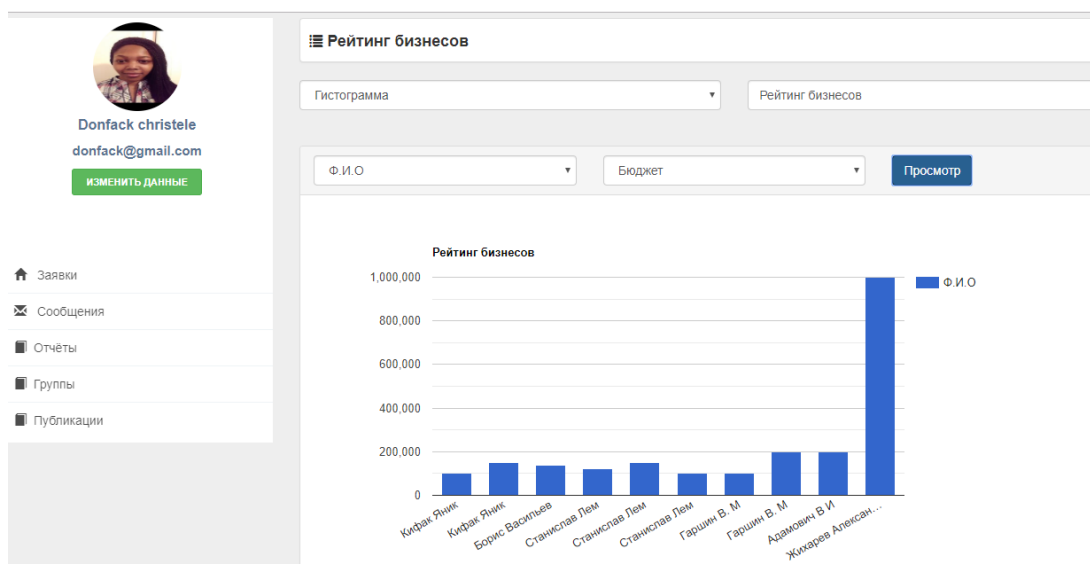 Donfack christele
donfack@gmail.com
ИЗМЕНИТЬ ДАННЫЕ
Заявки
Сообщения
Отчёты
Группы
Публикации
Рейтинг бизнесов
Гистограмма
Рейтинг бизнесов
Ф.И.О
Бюджет
Просмотр
Рейтинг бизнесов
1,000,000
800,000
600,000
400,000
200,000
0
Ф.И.О
Кифак Яник
Кифак Яник
Борис Васильев
Станислав Лем
Станислав Лем
Станислав Лем
Гаршин В. М
Гаршин В. М
Адамович В И
Жихарев Алексан…